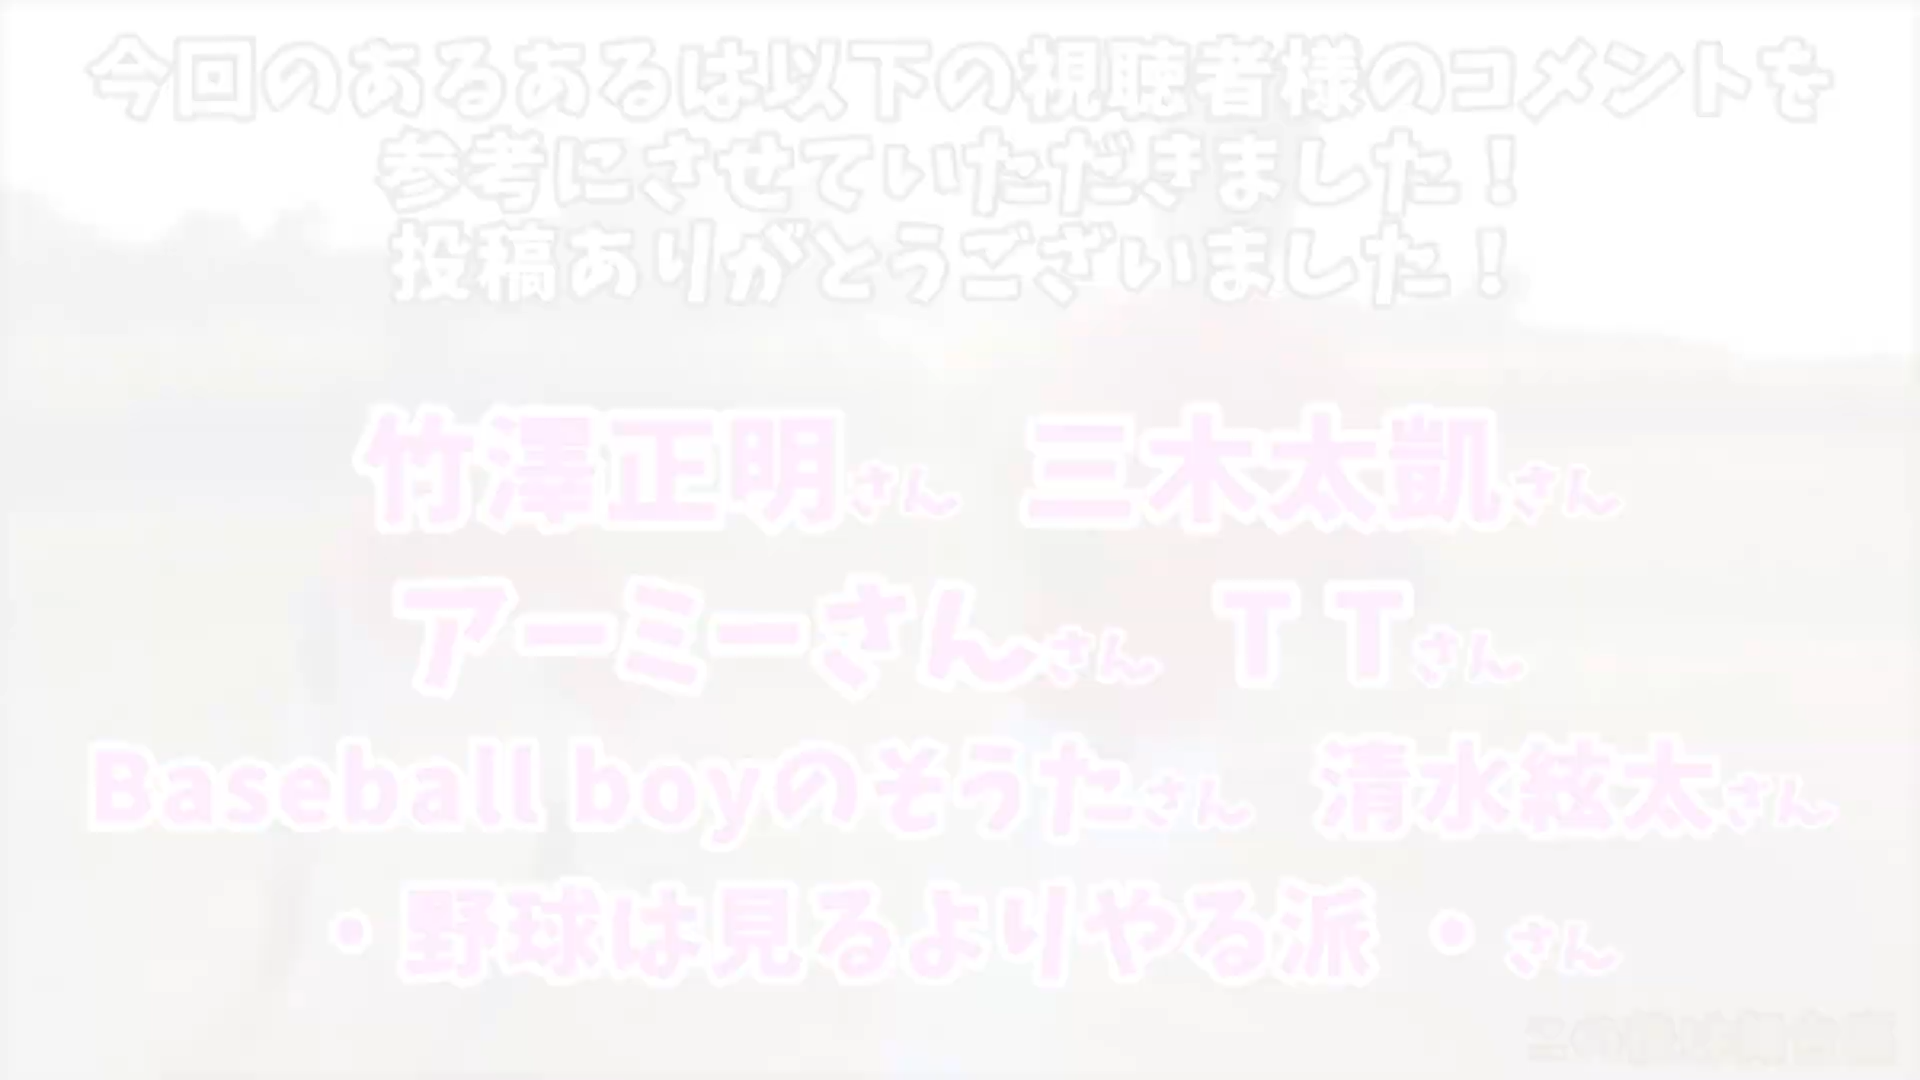 今回のあるあるは以下の視聴者様のコメントを
参考にさせていただきました！
投稿ありがとうございました！
竹澤正明さん 三木太凱さん
アーミーさんさん ＴＴさん
Baseball boyのそうたさん 清水絃太さん
・野球は見るよりやる派 ・さん